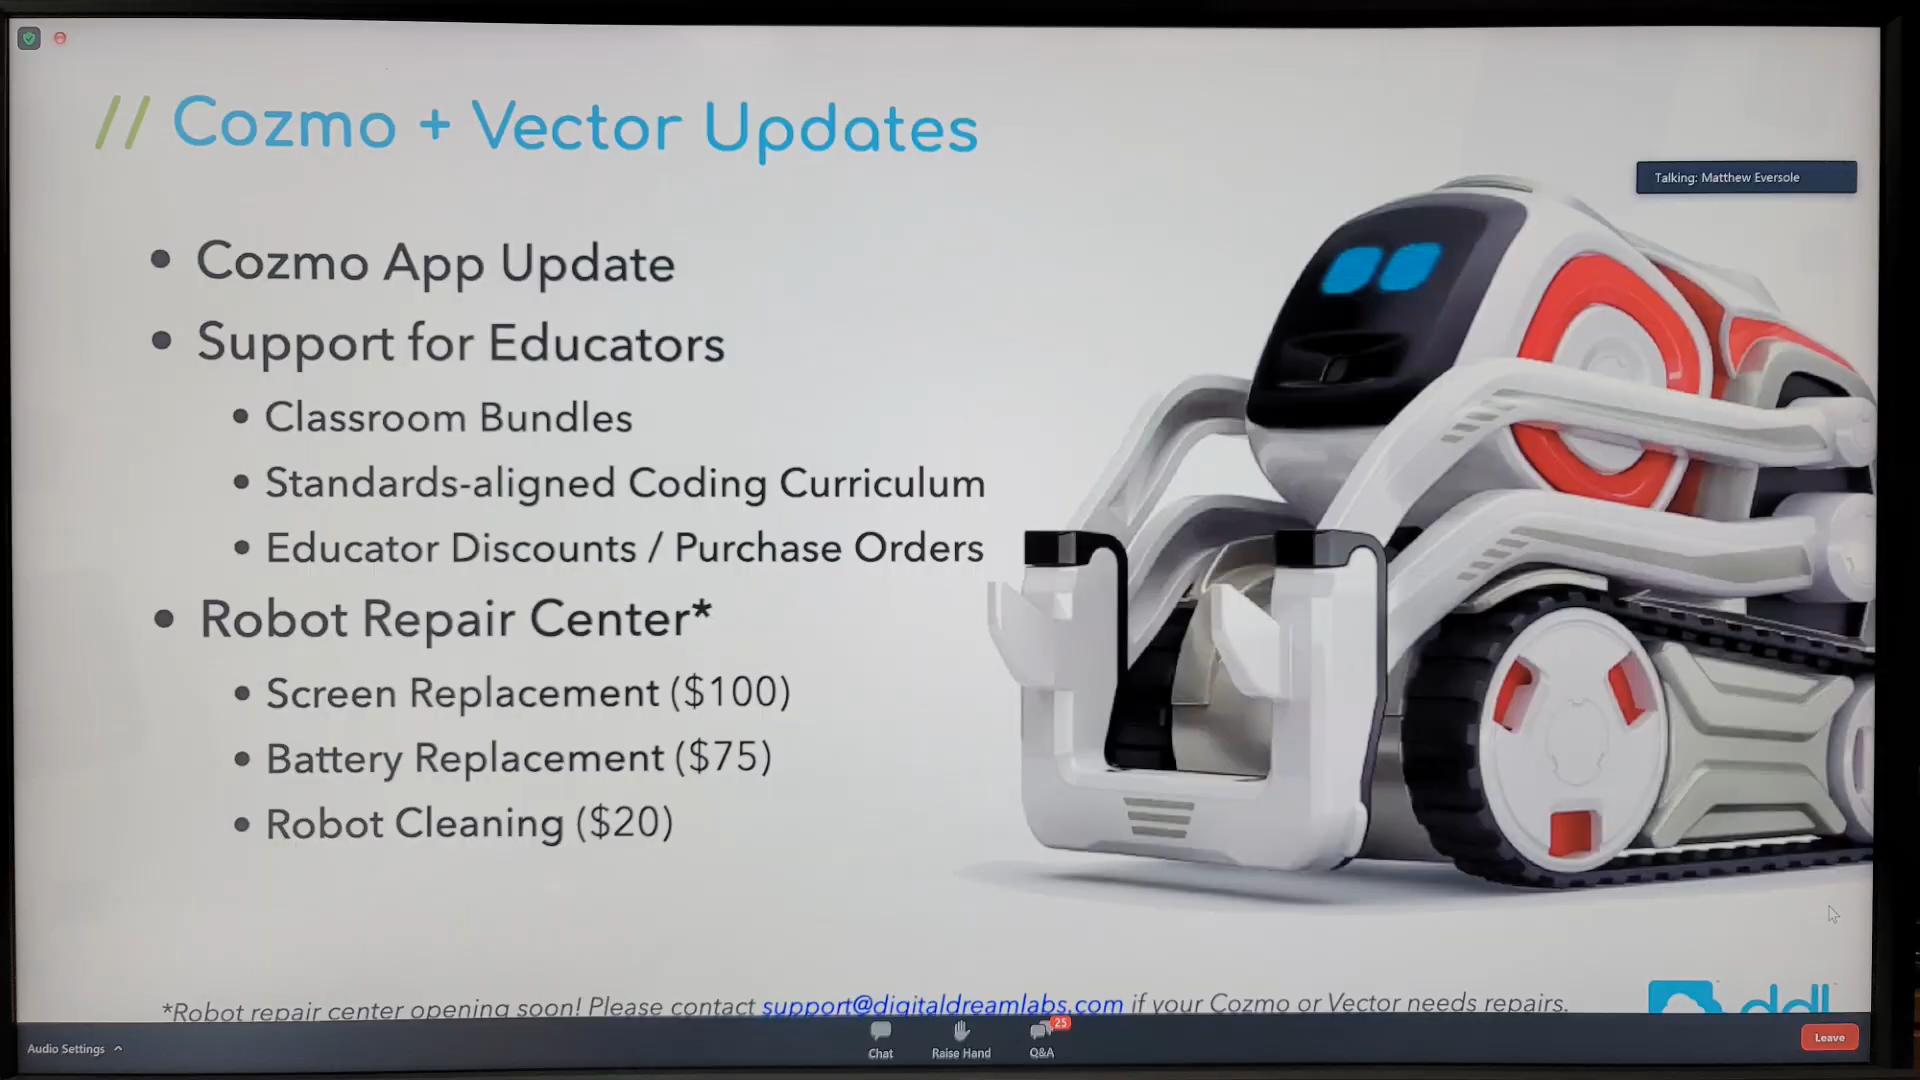 // Cozmo + Vector Updates
Talking: Matthew Eversole
• Cozmo App Update
• Support for Educators
• Classroom Bundles
• Standards-aligned Coding Curriculum
• Educator Discounts / Purchase Orders
• Robot Repair Center*
• Screen Replacement ($100)
• Battery Replacement ($75)
• Robot Cleaning ($20)
*Robot repair center opening soon! Please contact support@digitaldreamlabs.com if your Cozmo or Vector needs repairs.
ddl
Audio Settings
Chat
Raise Hand
25
Q&A
Leave